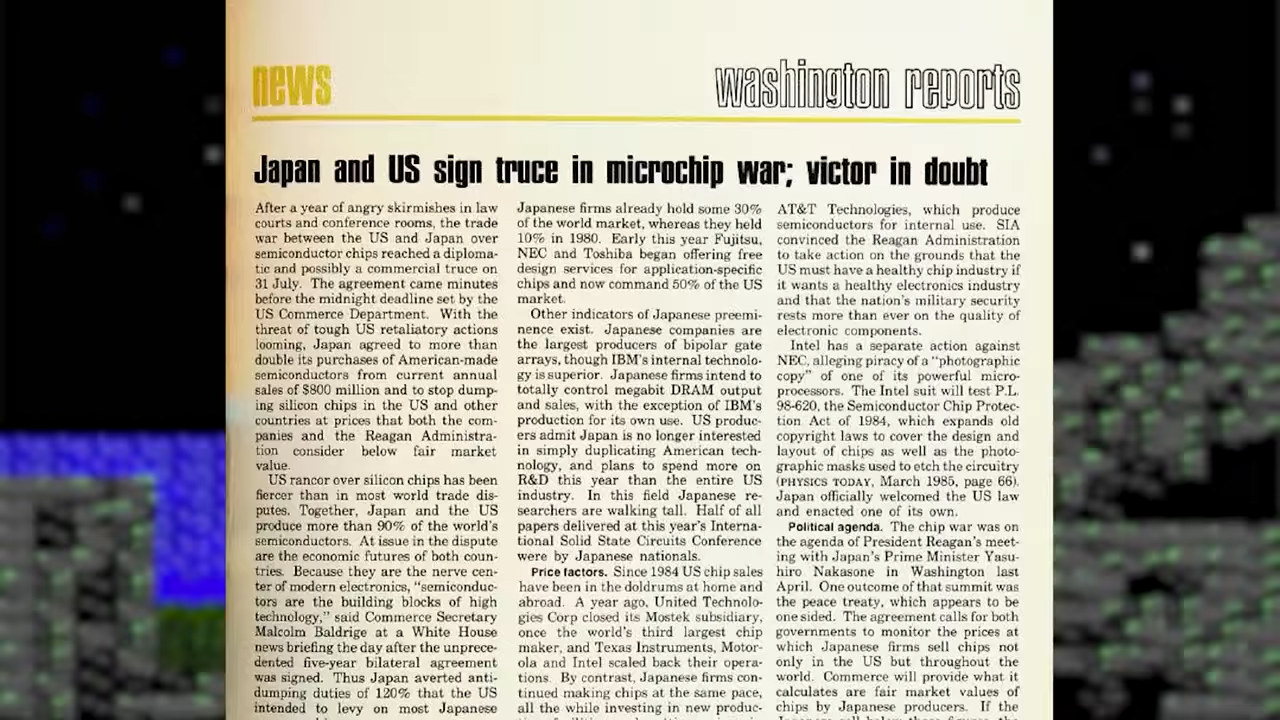 news
washington reports
Japan and US sign truce in microchip war; victor in doubt
After a year of angry skirmishes in law
courts and conference rooms, the trade
war between the US and Japan over
semiconductor chips reached a diploma-
tic and possibly a commercial truce on
31 July. The agreement came minutes
before the midnight deadline set by the
US Commerce Department. With the
threat of tough US retaliatory actions
looming, Japan agreed to more than
double its purchases of American-made
semiconductors from current annual
sales of $800 million and to stop dump-
ing silicon chips in the US and other
countries at prices that both the com-
panies and the Reagan Administra-
tion consider below fair market
value.
US rancor over silicon chips has been
fiercer than in most world trade dis-
putes. Together, Japan and the US
produce more than 90% of the world's
semiconductors. At issue in the dispute
are the economic futures of both coun-
tries. Because they are the nerve cen-
ter of modern electronics, "semiconduc-
tors are the building blocks of high
technology," said Commerce Secretary
Malcolm Baldrige at a White House
news briefing the day after the unprece-
dented five-year bilateral agreement
was signed. Thus Japan averted anti-
dumping duties of 120% that the US
intended to levy on most Japanese
Japanese firms already hold some 30%
of the world market, whereas they held
10% in 1980. Early this year Fujitsu,
NEC and Toshiba began offering free
design services for application-specific
chips and now command 50% of the US
market.
Other indicators of Japanese preemi-
nence exist. Japanese companies are
the largest producers of bipolar gate
arrays, though IBM's internal technolo-
gy is superior. Japanese firms intend to
totally control megabit DRAM output
and sales, with the exception of IBM's
production for its own use. US produc-
ers admit Japan is no longer interested
in simply duplicating American tech-
nology, and plans to spend more on
R&D this year than the entire US
industry. In this field Japanese re-
searchers are walking tall. Half of all
papers delivered at this year's Interna-
tional Solid State Circuits Conference
were by Japanese nationals.
Price factors. Since 1984 US chip sales
have been in the doldrums at home and
abroad. A year ago, United Technolo-
gies Corp closed its Mostek subsidiary,
once the world's third largest chip
maker, and Texas Instruments, Motor-
ola and Intel scaled back their opera-
tions. By contrast, Japanese firms con-
tinued making chips at the same pace,
all the while investing in new produc-
AT&T Technologies, which produce
semiconductors for internal use. SIA
convinced the Reagan Administration
to take action on the grounds that the
US must have a healthy chip industry if
it wants a healthy electronics industry
and that the nation's military security
rests more than ever on the quality of
electronic components.
Intel has a separate action against
NEC, alleging piracy of a "photographic
copy" of one of its powerful micro-
processors. The Intel suit will test P.L.
98-620, the Semiconductor Chip Protec-
tion Act of 1984, which expands old
copyright laws to cover the design and
layout of chips as well as the photo-
graphic masks used to etch the circuitry
(PHYSICS TODAY, March 1985, page 66).
Japan officially welcomed the US law
and enacted one of its own.
Political agenda. The chip war was on
the agenda of President Reagan's meet-
ing with Japan's Prime Minister Yasu-
hiro Nakasone in Washington last
April. One outcome of that summit was
the peace treaty, which appears to be
one sided. The agreement calls for both
governments to monitor the prices at
which Japanese firms sell chips not
only in the US but throughout the
world. Commerce will provide what it
calculates are fair market values of
chips by Japanese producers. If the